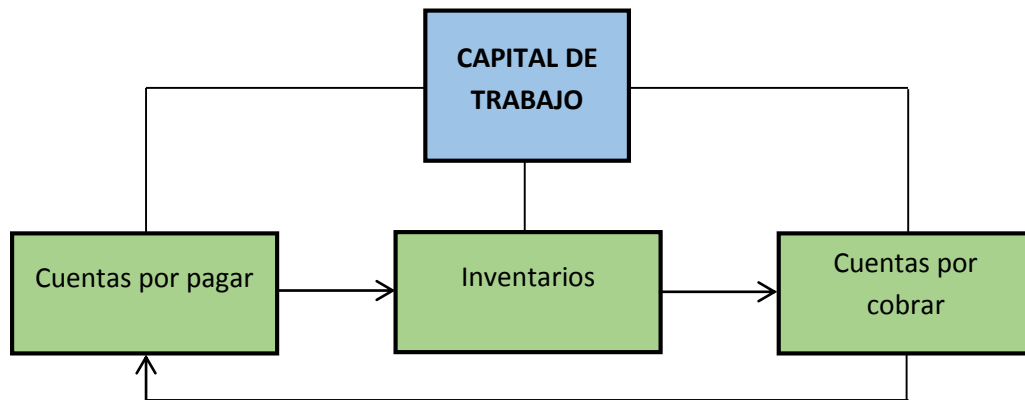 CAPITAL DE
TRABAJO
Cuentas por pagar
Inventarios
Cuentas por
cobrar